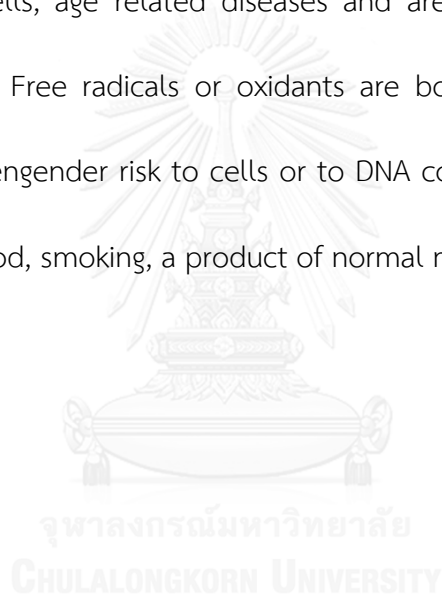 ells, age related diseases and are
Free radicals or oxidants are bo
engender risk to cells or to DNA co
od, smoking, a product of normal r
จุฬาลงกรณ์มหาวิทยาลัย
CHULALONGKORN UNIVERSITY